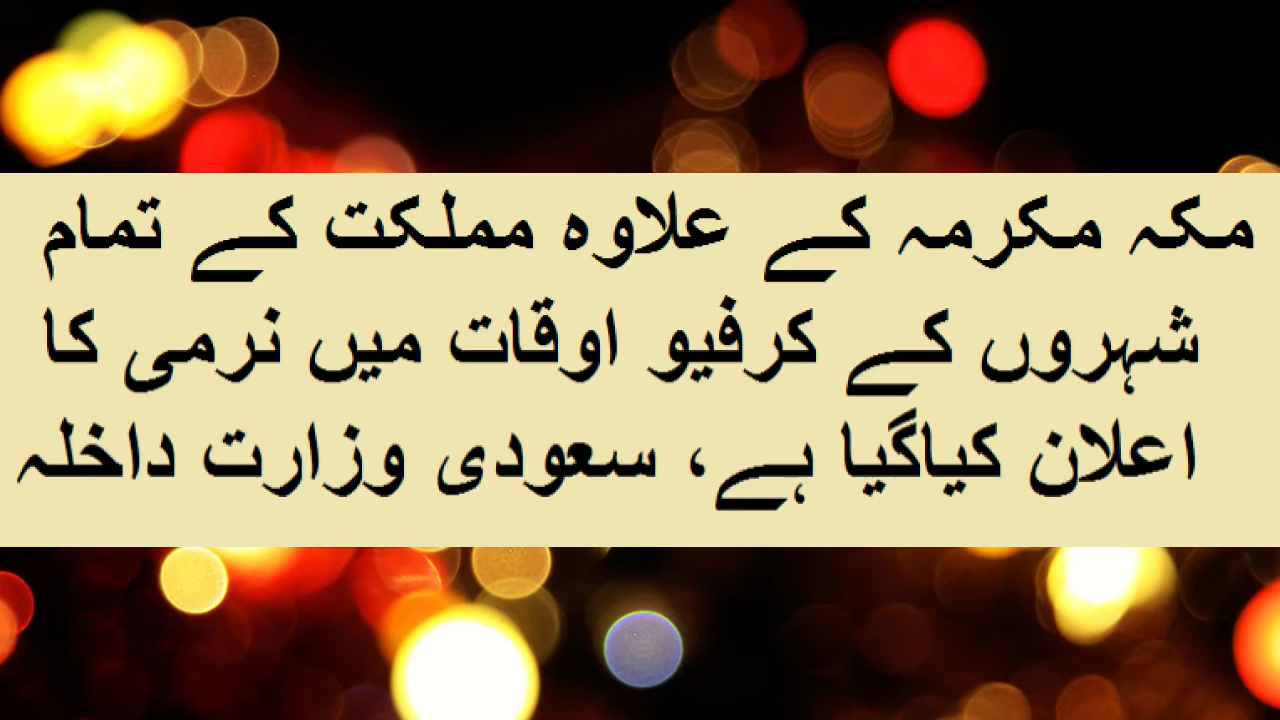 مکہ مکرمہ کے علاوہ مملکت کے تمام
شہروں کے کرفیو اوقات میں نرمی کا
اعلان کیاگیا ہے، سعودی وزارت داخلہ